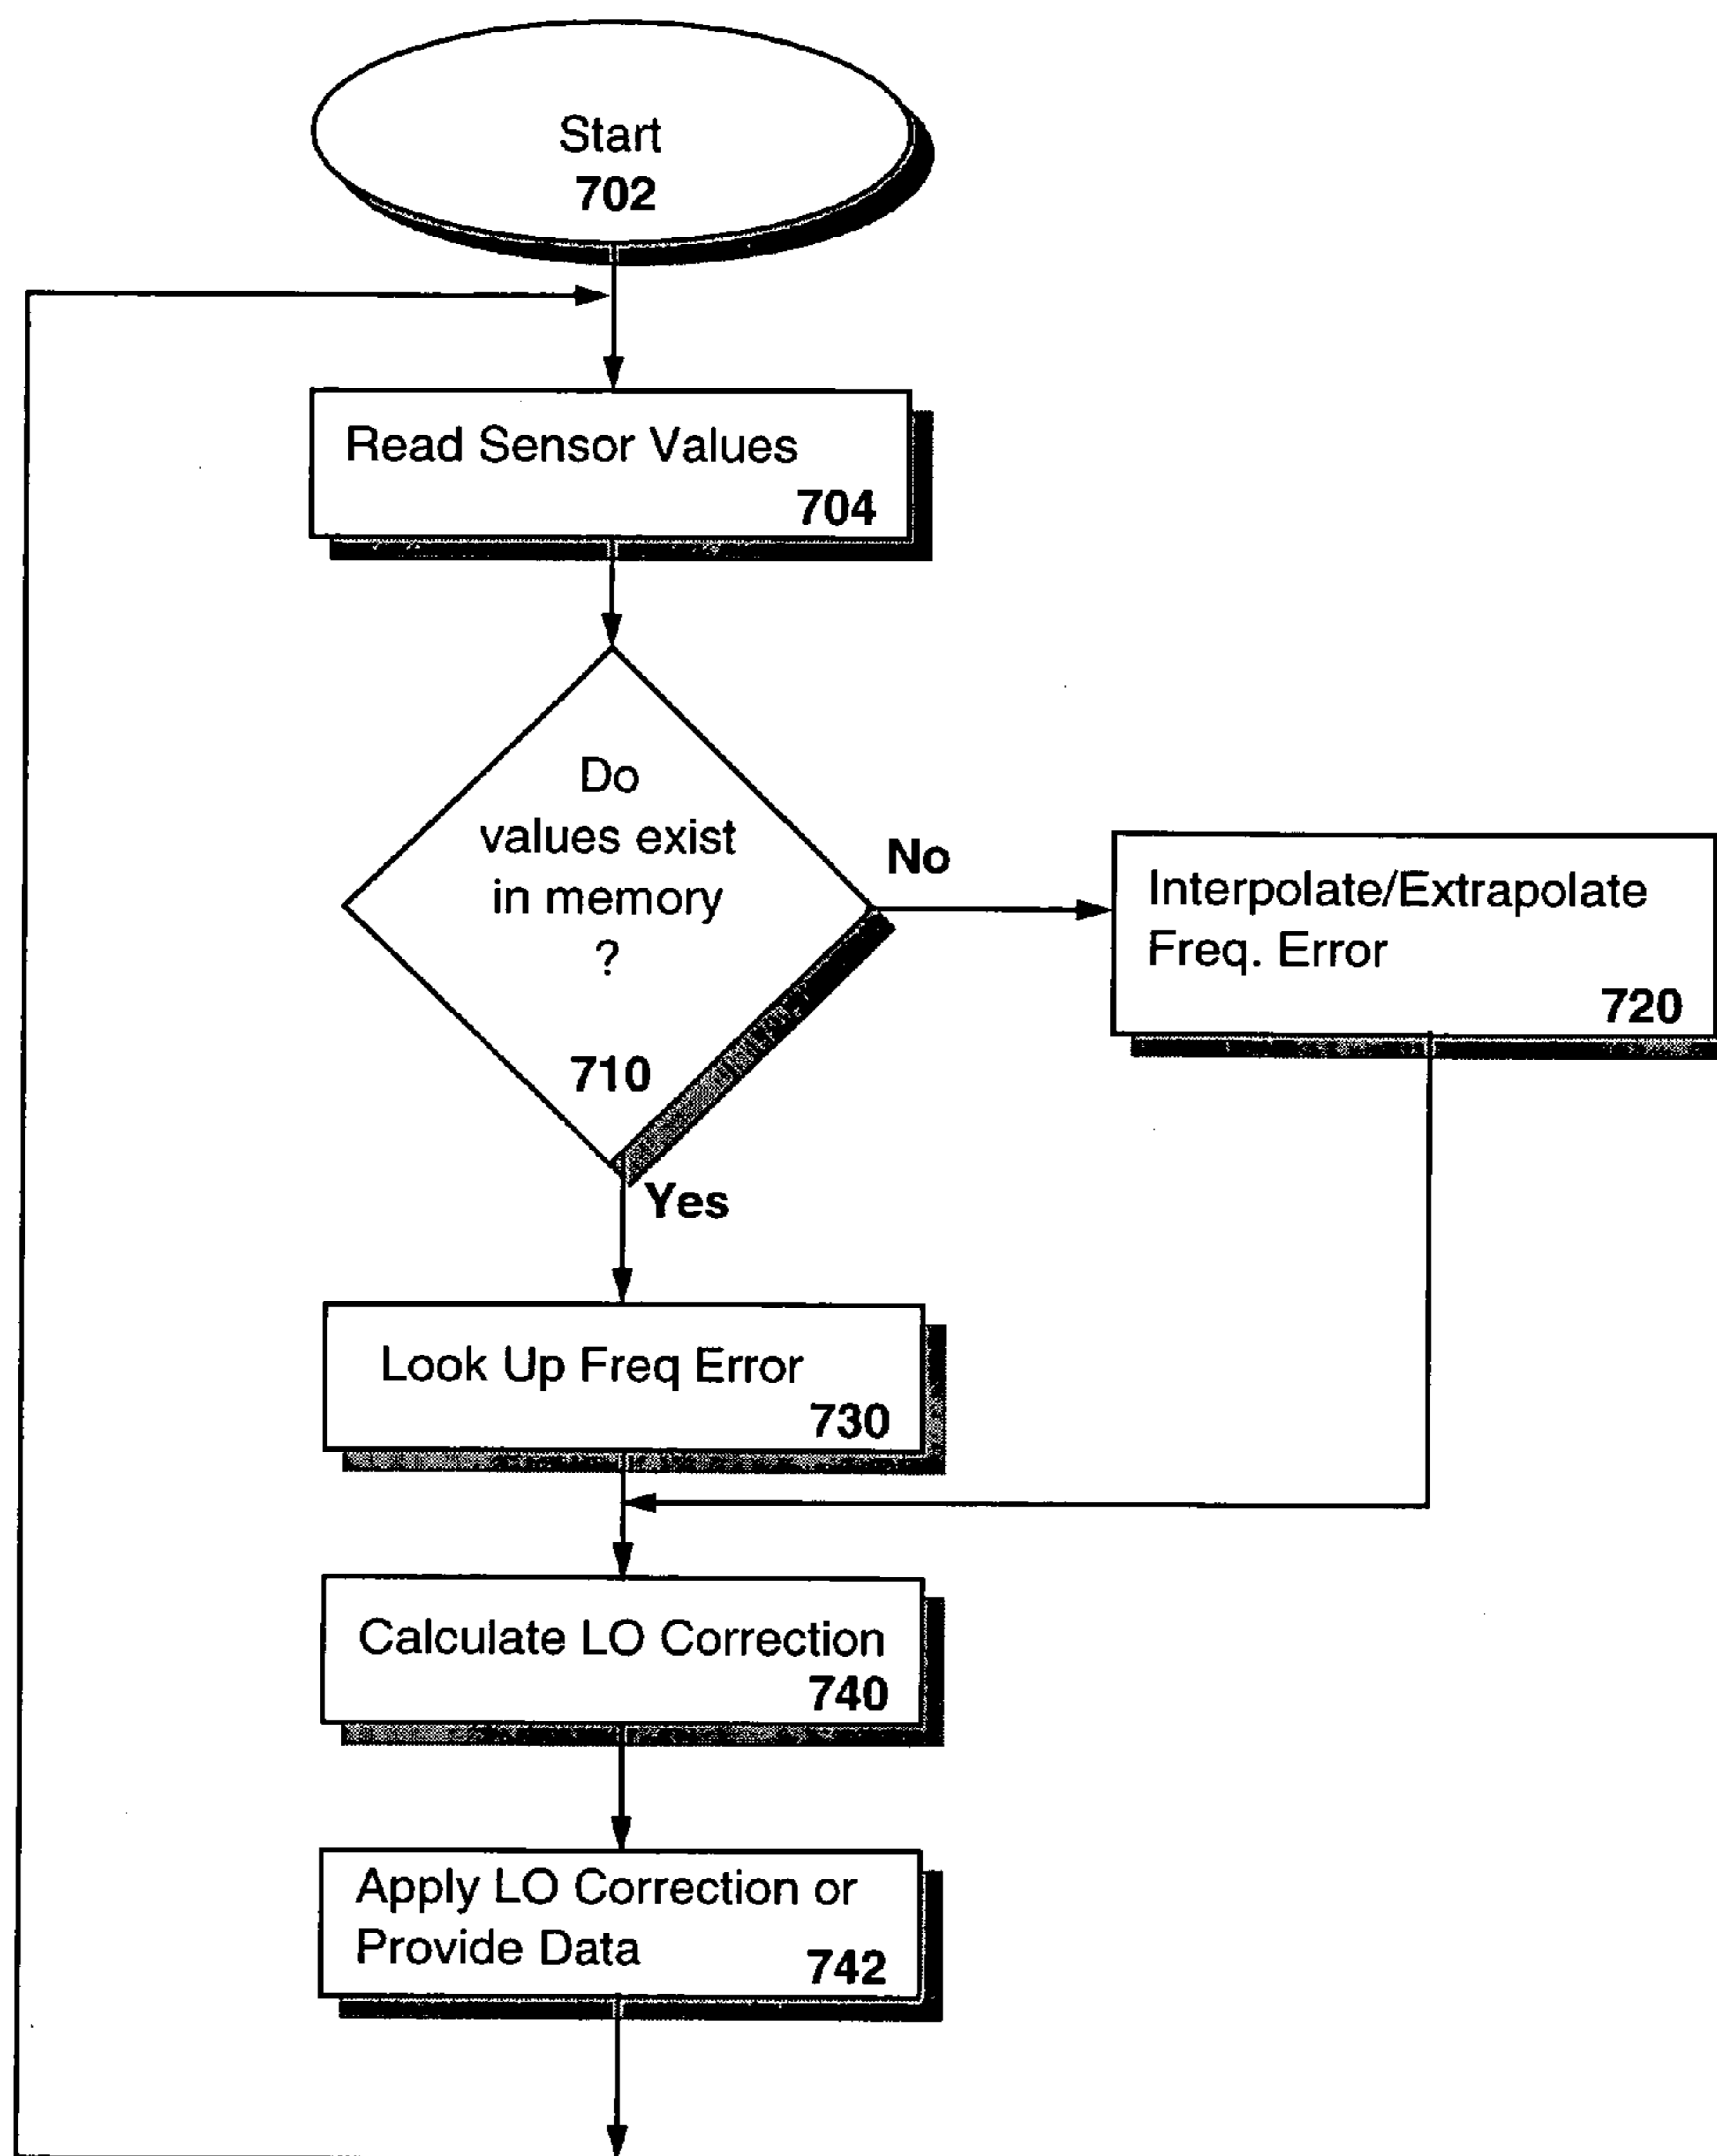 Start
702
Read Sensor Values
704
Do
values exist
in memory
?
710
No
Interpolate/Extrapolate
Freq. Error
720
Yes
Look Up Freq Error
730
Calculate LO Correction
740
Apply LO Correction or
Provide Data
742